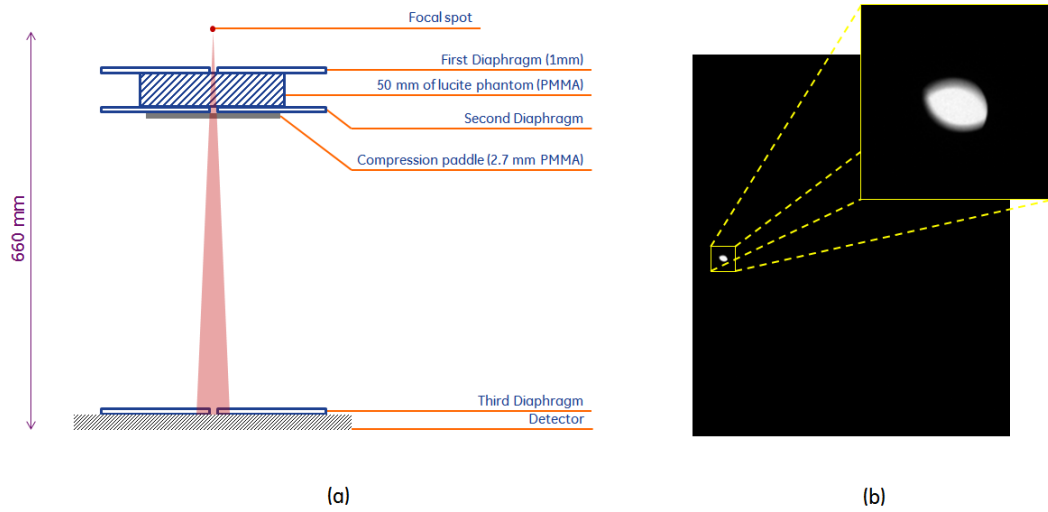 Focal spot
First Diaphragm (1mm)
50 mm of lucite phantom (PMMA)
Second Diaphragm
Compression paddle (2.7 mm PMMA)
660 mm
Third Diaphragm
Detector
(a)
(b)